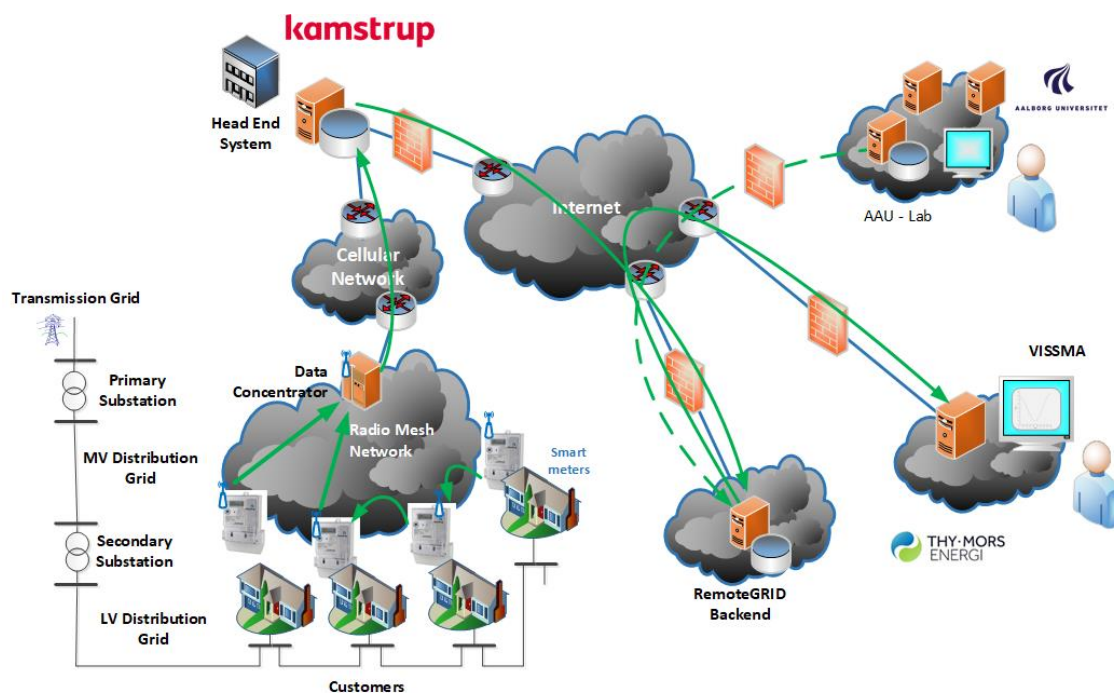 kamstrup
Head End
System
AALBORG UNIVERSITET
Internet
AAU - Lab
Cellular
Network
Transmission Grid
VISSMA
Data
Concentrator
Primary
Substation
Radio Mesh
Network
Smart
meters
MV Distribution
Grid
Secondary
Substation
THY·MORS
ENERGI
RemoteGRID
Backend
LV Distribution
Grid
Customers